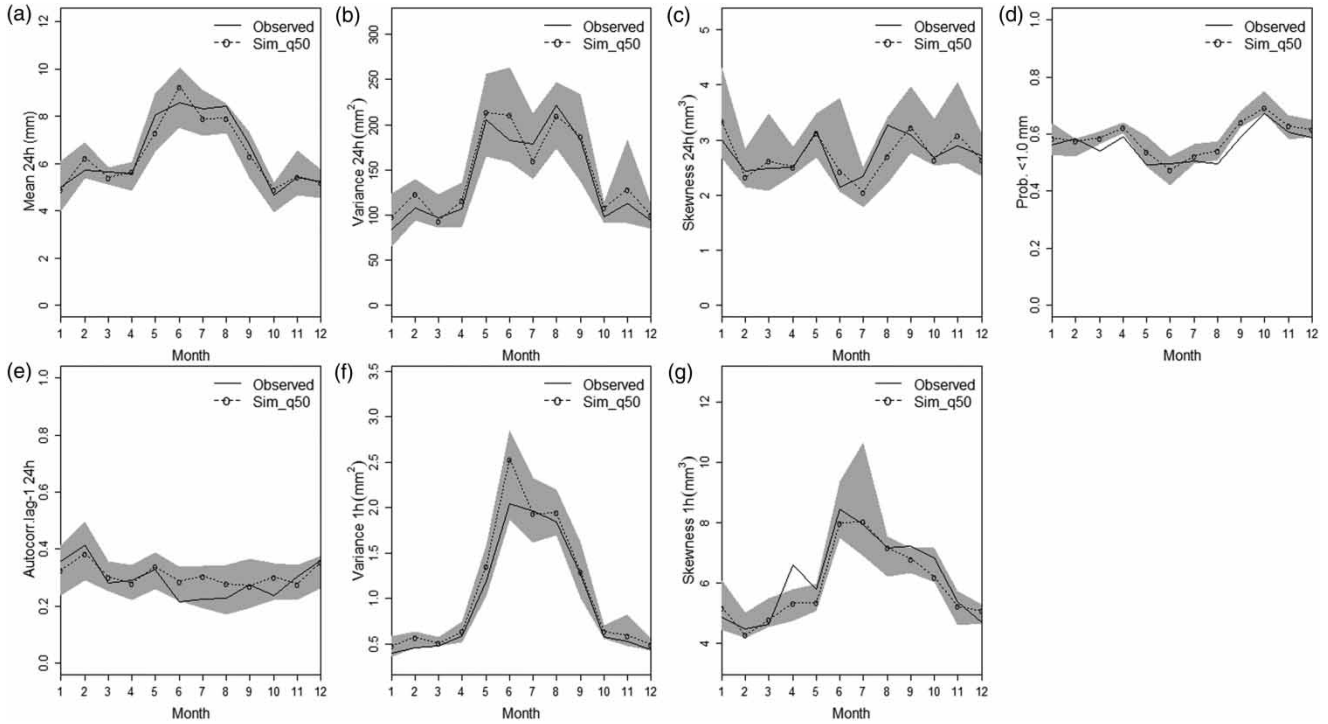 (a)
Observed
Sim_q50
Mean 24h (mm)
0 2 4 6 8 10 12
1 2 3 4 5 6 7 8 9 10 11 12
Month
(b)
Observed
Sim_q50
Variance 24h(mm²)
0 50 100 150 200 250 300
1 2 3 4 5 6 7 8 9 10 11 12
Month
(c)
Observed
Sim_q50
Skewness 24h(mm³)
0 1 2 3 4 5
1 2 3 4 5 6 7 8 9 10 11 12
Month
(d)
Observed
Sim_q50
Prob. <1.0 mm
0.0 0.2 0.4 0.6 0.8 1.0
1 2 3 4 5 6 7 8 9 10 11 12
Month
(e)
Observed
Sim_q50
Autocorr.lag-1 24h
0.0 0.2 0.4 0.6 0.8 1.0
1 2 3 4 5 6 7 8 9 10 11 12
Month
(f)
Observed
Sim_q50
Variance 1h(mm²)
0.5 1.0 1.5 2.0 2.5 3.0 3.5
1 2 3 4 5 6 7 8 9 10 11 12
Month
(g)
Observed
Sim_q50
Skewness 1h(mm³)
4 6 8 10 12
1 2 3 4 5 6 7 8 9 10 11 12
Month